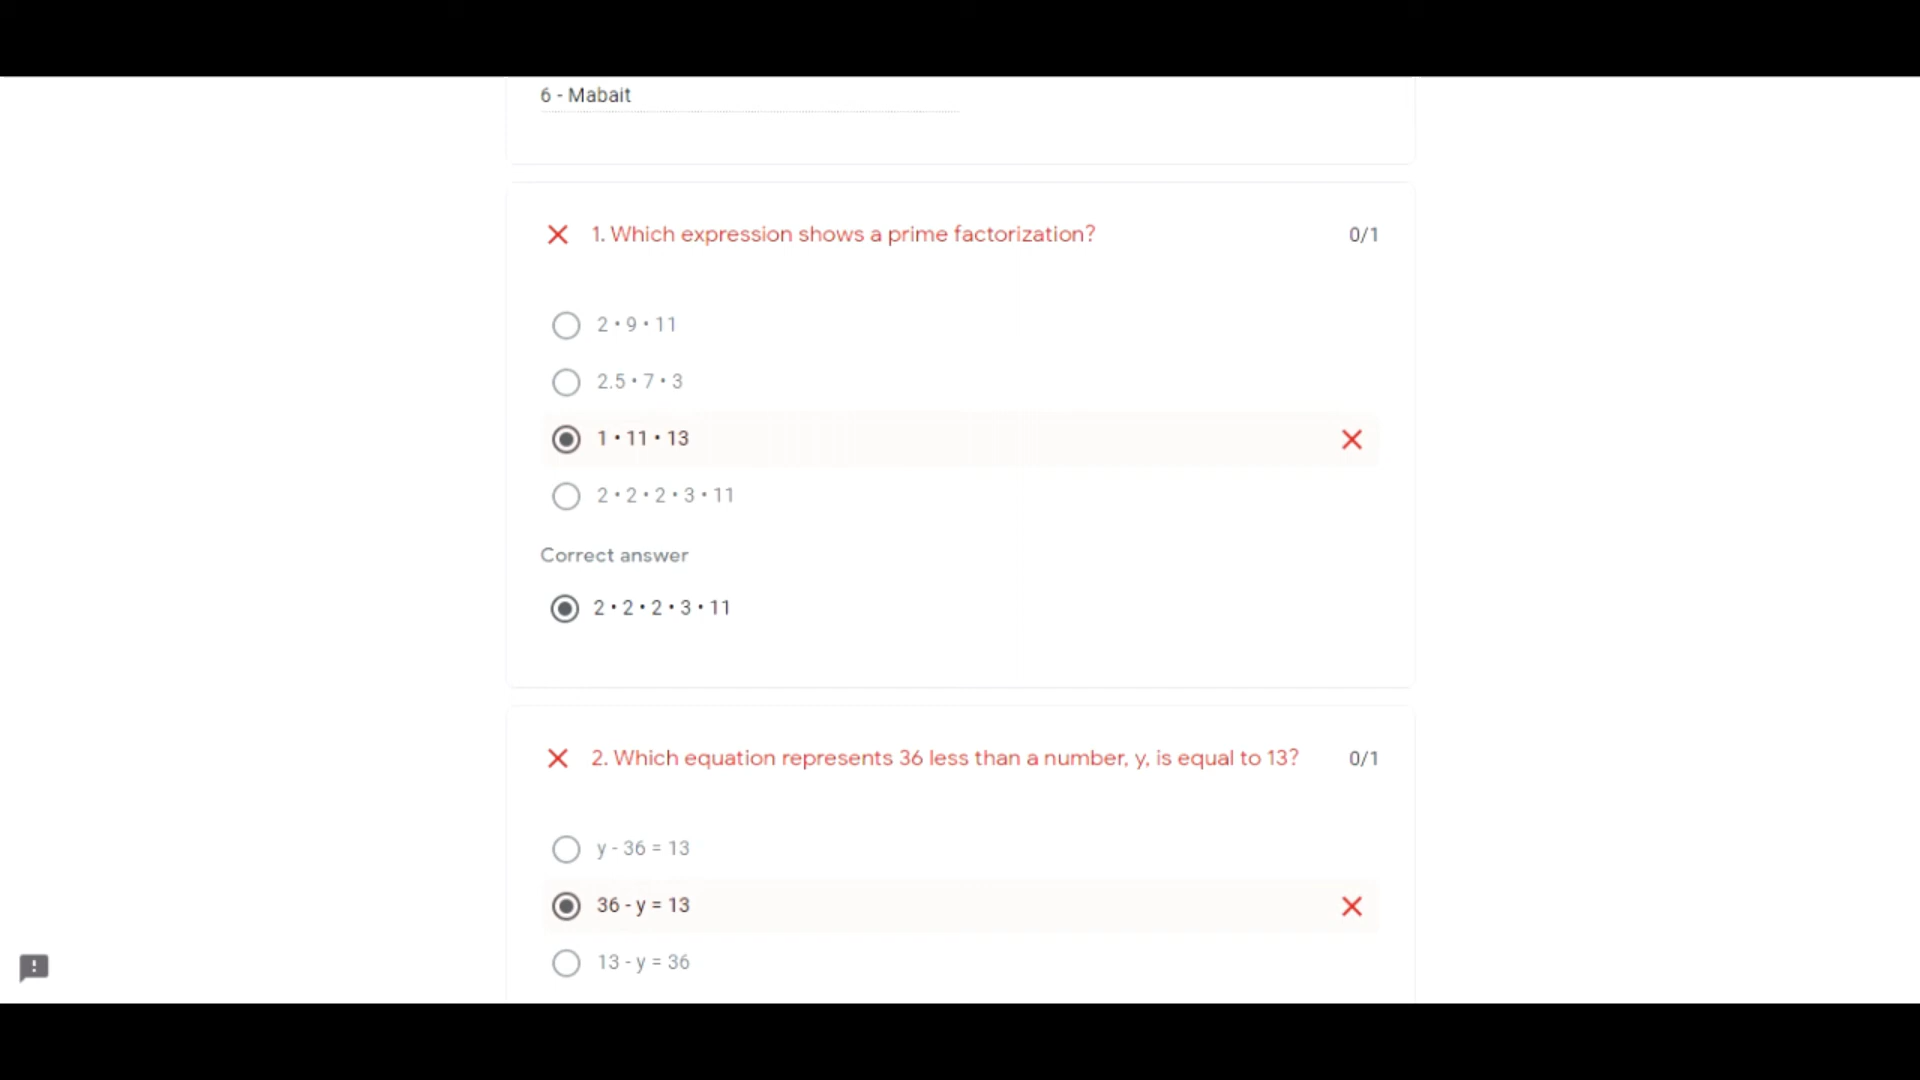 6 - Mabait
1. Which expression shows a prime factorization?
0/1
2 • 9 • 11
2.5 • 7 • 3
1 • 11 • 13
2 • 2 • 2 • 3 • 11
Correct answer
2 • 2 • 2 • 3 • 11
2. Which equation represents 36 less than a number, y, is equal to 13?
0/1
y - 36 = 13
36 - y = 13
13 - y = 36